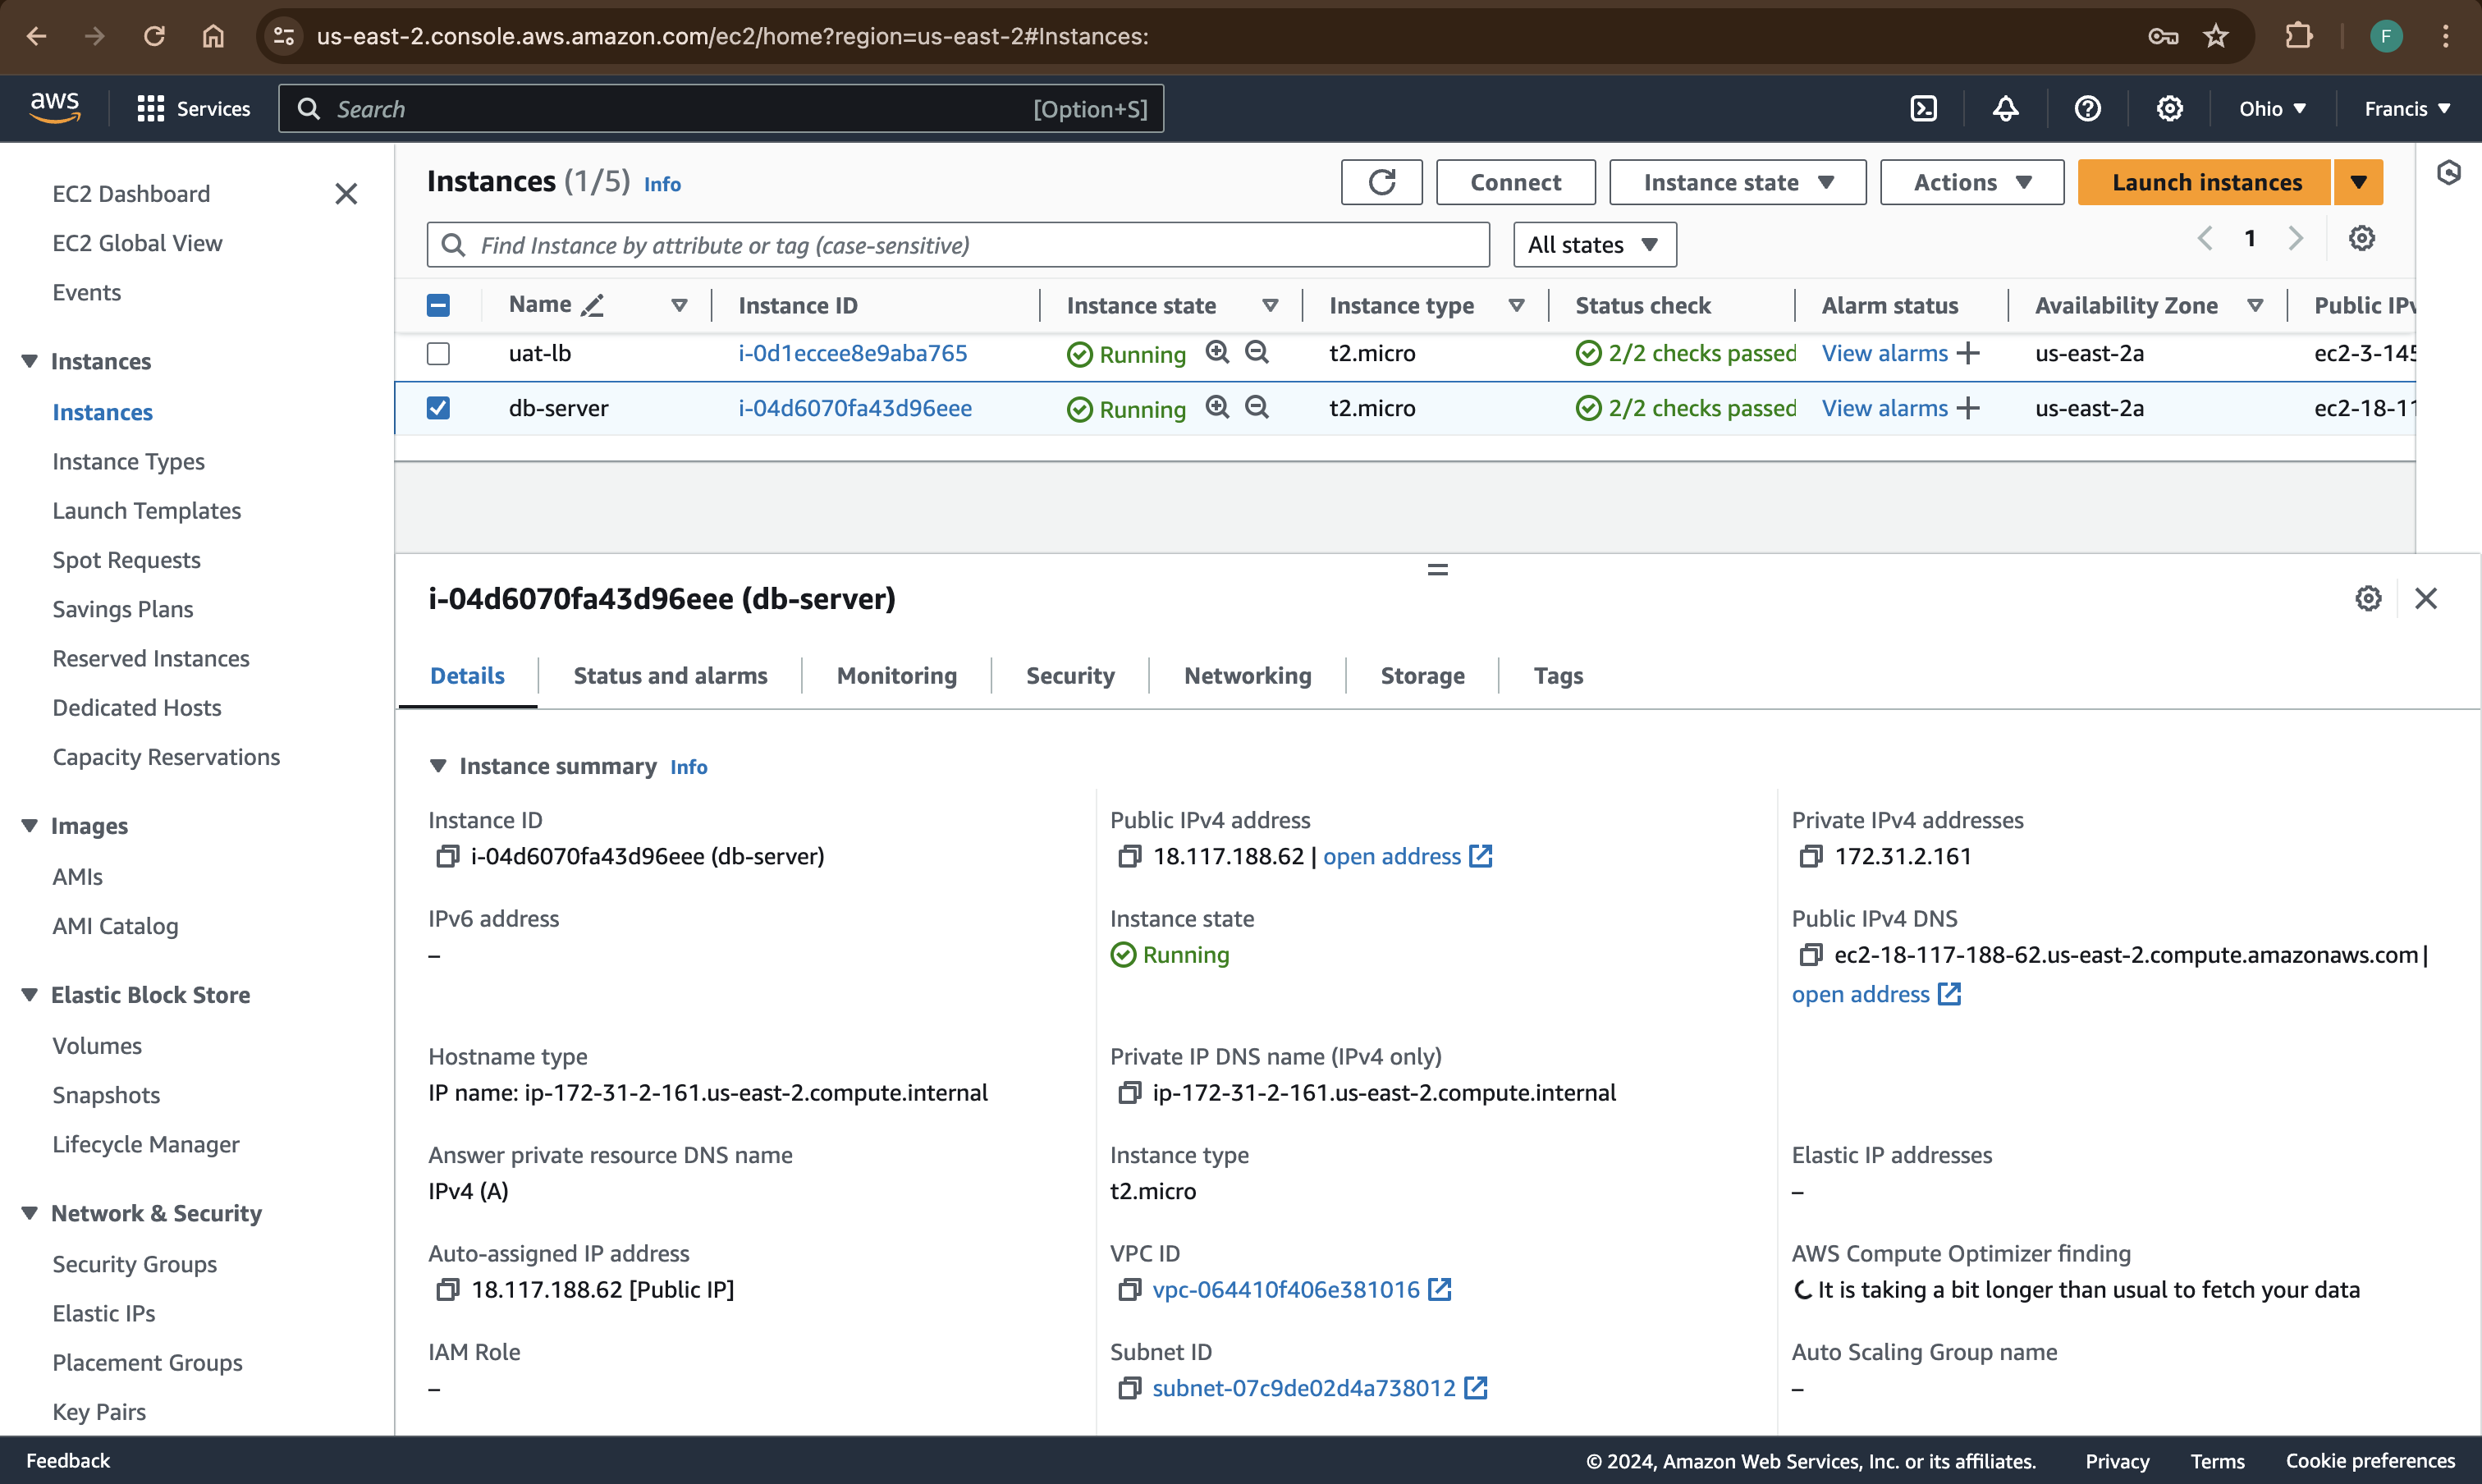 us-east-2.console.aws.amazon.com/ec2/home?region=us-east-2#Instances:
F
aws
Services
Search
[Option+S]
Ohio
Francis
EC2 Dashboard
EC2 Global View
Events
Instances
Instances
Instance Types
Launch Templates
Spot Requests
Savings Plans
Reserved Instances
Dedicated Hosts
Capacity Reservations
Images
AMIs
AMI Catalog
Elastic Block Store
Volumes
Snapshots
Lifecycle Manager
Network & Security
Security Groups
Elastic IPs
Placement Groups
Key Pairs
Instances (1/5) Info
Connect
Instance state
Actions
Launch instances
Find Instance by attribute or tag (case-sensitive)
All states
1
Name Instance ID Instance state Instance type Status check Alarm status Availability Zone Public IPv
uat-lb i-0d1eccee8e9aba765 Running t2.micro 2/2 checks passed View alarms us-east-2a ec2-3-145
db-server i-04d6070fa43d96eee Running t2.micro 2/2 checks passed View alarms us-east-2a ec2-18-11
i-04d6070fa43d96eee (db-server)
Details Status and alarms Monitoring Security Networking Storage Tags
Instance summary Info
Instance ID
i-04d6070fa43d96eee (db-server)
Public IPv4 address
18.117.188.62 | open address
Private IPv4 addresses
172.31.2.161
IPv6 address
–
Instance state
Running
Public IPv4 DNS
ec2-18-117-188-62.us-east-2.compute.amazonaws.com |
open address
Hostname type
IP name: ip-172-31-2-161.us-east-2.compute.internal
Private IP DNS name (IPv4 only)
ip-172-31-2-161.us-east-2.compute.internal
Answer private resource DNS name
IPv4 (A)
Instance type
t2.micro
Elastic IP addresses
–
Auto-assigned IP address
18.117.188.62 [Public IP]
VPC ID
vpc-064410f406e381016
AWS Compute Optimizer finding
It is taking a bit longer than usual to fetch your data
IAM Role
–
Subnet ID
subnet-07c9de02d4a738012
Auto Scaling Group name
–
Feedback
© 2024, Amazon Web Services, Inc. or its affiliates.
Privacy
Terms
Cookie preferences